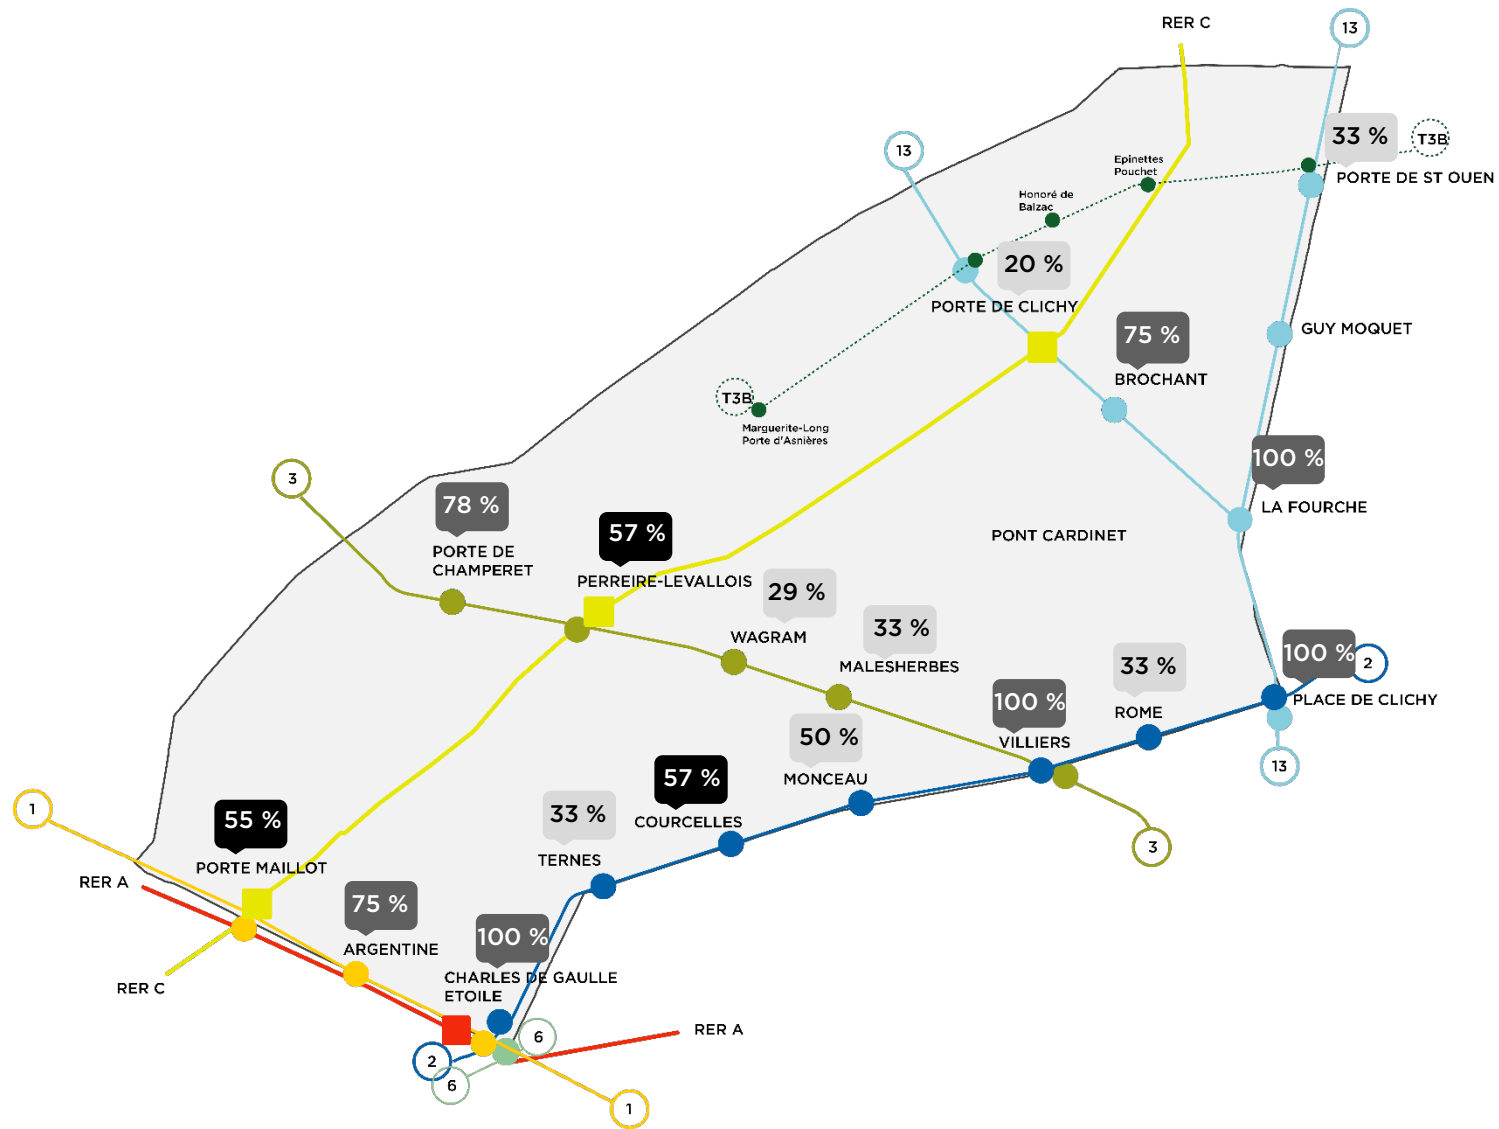 RER C
13
33 %
T3B
PORTE DE ST OUEN
13
Epinettes
Pouchet
Honoré de
Balzac
20 %
PORTE DE CLICHY
75 %
BROCHANT
GUY MOQUET
T3B
Marguerite-Long
Porte d'Asnières
100 %
LA FOURCHE
3
78 %
PORTE DE
CHAMPERET
57 %
PERREIRE-LEVALLOIS
PONT CARDINET
29 %
WAGRAM
33 %
MALESHERBES
100 %
2
PLACE DE CLICHY
33 %
ROME
100 %
VILLIERS
50 %
MONCEAU
13
57 %
COURCELLES
33 %
TERNES
3
1
55 %
PORTE MAILLOT
RER A
75 %
ARGENTINE
100 %
CHARLES DE GAULLE
ETOILE
RER C
RER A
6
2
6
1